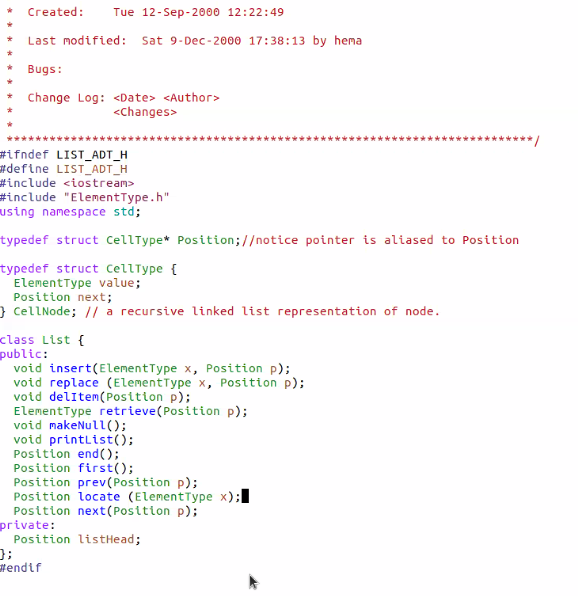 *  Created:    Tue 12-Sep-2000 12:22:49
*
*  Last modified:  Sat 9-Dec-2000 17:38:13 by hema
*
*  Bugs:
*
*  Change Log: <Date> <Author>
*              <Changes>
*
**************************************************************************/
#ifndef LIST_ADT_H
#define LIST_ADT_H
#include <iostream>
#include "ElementType.h"
using namespace std;

typedef struct CellType* Position;//notice pointer is aliased to Position

typedef struct CellType {
  ElementType value;
  Position next;
} CellNode; // a recursive linked list representation of node.

class List {
public:
  void insert(ElementType x, Position p);
  void replace (ElementType x, Position p);
  void delItem(Position p);
  ElementType retrieve(Position p);
  void makeNull();
  void printList();
  Position end();
  Position first();
  Position prev(Position p);
  Position locate (ElementType x);
  Position next(Position p);
private:
  Position listHead;
};
#endif